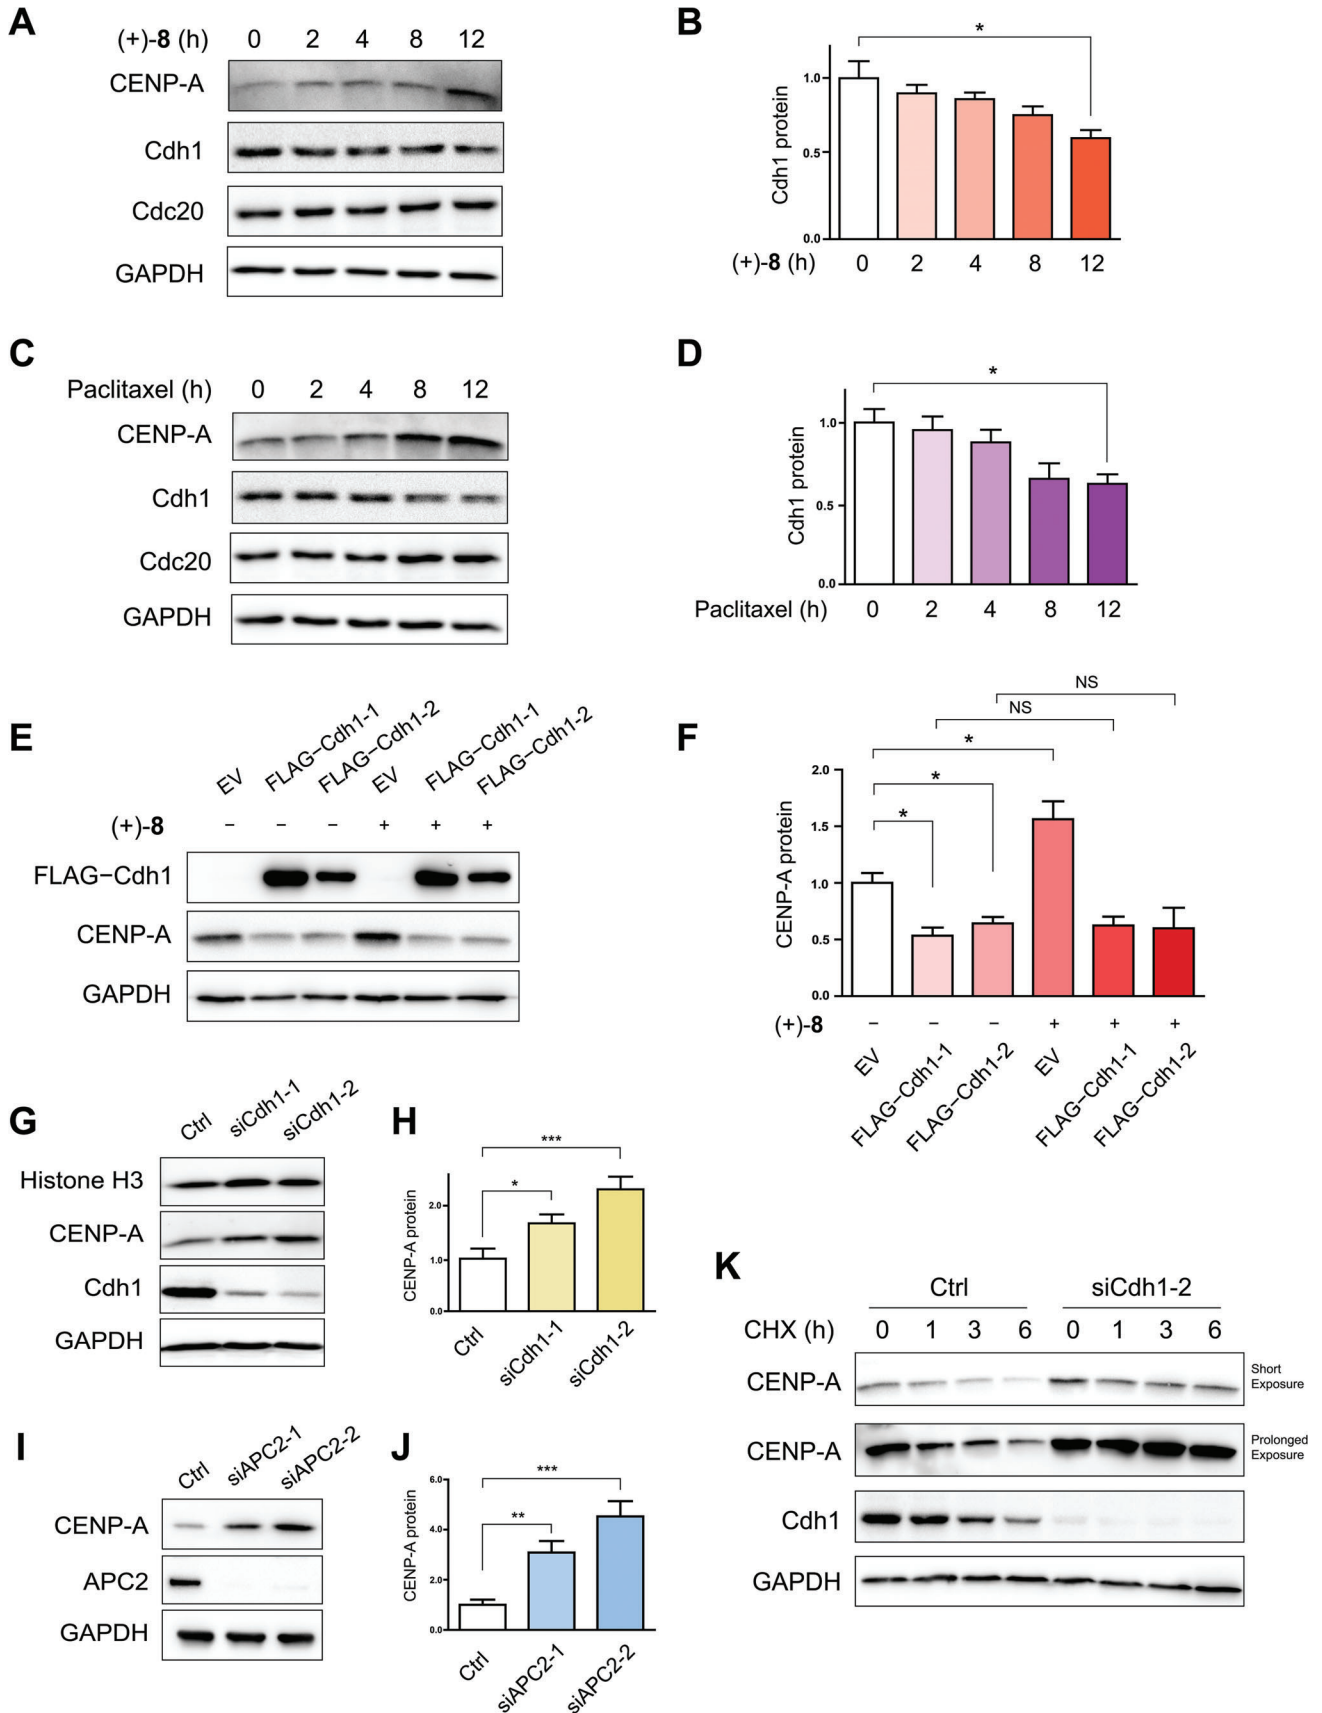 A
(+)-8 (h) 0 2 4 8 12
CENP-A
Cdh1
Cdc20
GAPDH
B
*
Cdh1 protein
1.0
0.5
0.0
(+)-8 (h) 0 2 4 8 12
C
Paclitaxel (h) 0 2 4 8 12
CENP-A
Cdh1
Cdc20
GAPDH
D
*
Cdh1 protein
1.0
0.5
0.0
Paclitaxel (h) 0 2 4 8 12
E
EV FLAG–Cdh1-1 FLAG–Cdh1-2 EV FLAG–Cdh1-1 FLAG–Cdh1-2
(+)-8 – – – + + +
FLAG–Cdh1
CENP-A
GAPDH
F
NS
NS
*
*
*
CENP-A protein
2.0
1.5
1.0
0.5
0.0
(+)-8 – – – + + +
EV FLAG–Cdh1-1 FLAG–Cdh1-2 EV FLAG–Cdh1-1 FLAG–Cdh1-2
G
Ctrl siCdh1-1 siCdh1-2
Histone H3
CENP-A
Cdh1
GAPDH
H
***
*
CENP-A protein
2.0
1.0
0.0
Ctrl siCdh1-1 siCdh1-2
I
Ctrl siAPC2-1 siAPC2-2
CENP-A
APC2
GAPDH
J
***
**
CENP-A protein
6.0
4.0
2.0
0.0
Ctrl siAPC2-1 siAPC2-2
K
Ctrl siCdh1-2
CHX (h) 0 1 3 6 0 1 3 6
CENP-A Short
Exposure
CENP-A Prolonged
Exposure
Cdh1
GAPDH